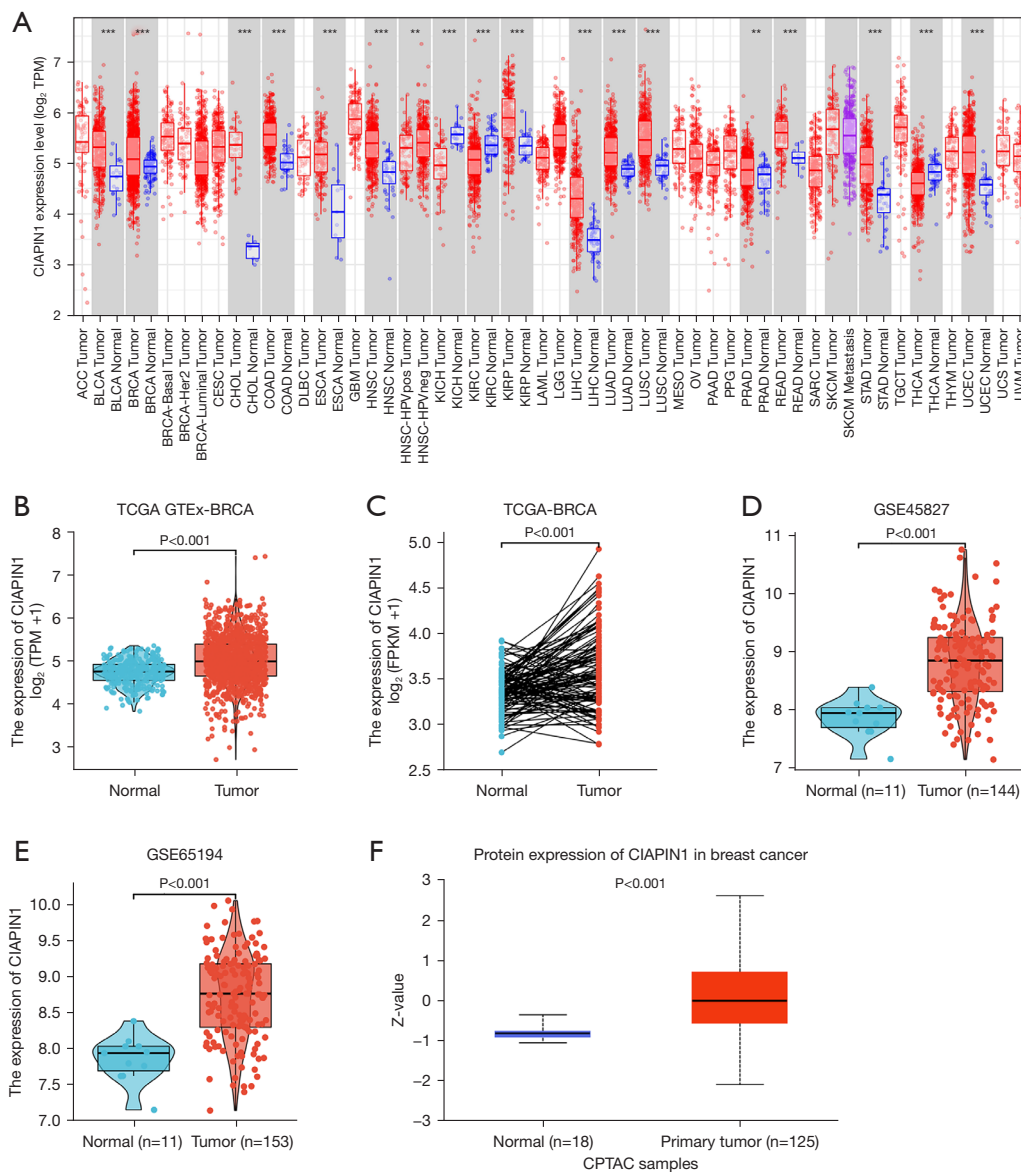 A
*** *** *** *** *** *** ** *** *** *** *** *** *** ** *** *** *** ***
CIAPIN1 expression level (log2 TPM)
7
6
5
4
3
2
ACC Tumor
BLCA Tumor
BLCA Normal
BRCA Tumor
BRCA Normal
BRCA-Basal Tumor
BRCA-Her2 Tumor
BRCA-Luminal Tumor
CESC Tumor
CHOL Tumor
CHOL Normal
COAD Tumor
COAD Normal
DLBC Tumor
ESCA Tumor
ESCA Normal
GBM Tumor
HNSC Tumor
HNSC Normal
HNSC-HPVpos Tumor
HNSC-HPVneg Tumor
KICH Tumor
KICH Normal
KIRC Tumor
KIRC Normal
KIRP Tumor
KIRP Normal
LAML Tumor
LGG Tumor
LIHC Tumor
LIHC Normal
LUAD Tumor
LUAD Normal
LUSC Tumor
LUSC Normal
MESO Tumor
OV Tumor
PAAD Tumor
PPG Tumor
PRAD Tumor
PRAD Normal
READ Tumor
READ Normal
SARC Tumor
SKCM Tumor
SKCM Metastasis
STAD Tumor
STAD Normal
TGCT Tumor
THCA Tumor
THCA Normal
THYM Tumor
UCEC Tumor
UCEC Normal
UCS Tumor
UVM Tumor
B
TCGA GTEx-BRCA
P<0.001
The expression of CIAPIN1
log2 (TPM +1)
8
7
6
5
4
3
Normal Tumor
C
TCGA-BRCA
P<0.001
The expression of CIAPIN1
log2 (FPKM +1)
5.0
4.5
4.0
3.5
3.0
2.5
Normal Tumor
D
GSE45827
P<0.001
The expression of CIAPIN1
11
10
9
8
7
Normal (n=11) Tumor (n=144)
E
GSE65194
P<0.001
The expression of CIAPIN1
10.0
9.5
9.0
8.5
8.0
7.5
7.0
Normal (n=11) Tumor (n=153)
F
Protein expression of CIAPIN1 in breast cancer
P<0.001
Z-value
3
2
1
0
−1
−2
−3
Normal (n=18) Primary tumor (n=125)
CPTAC samples